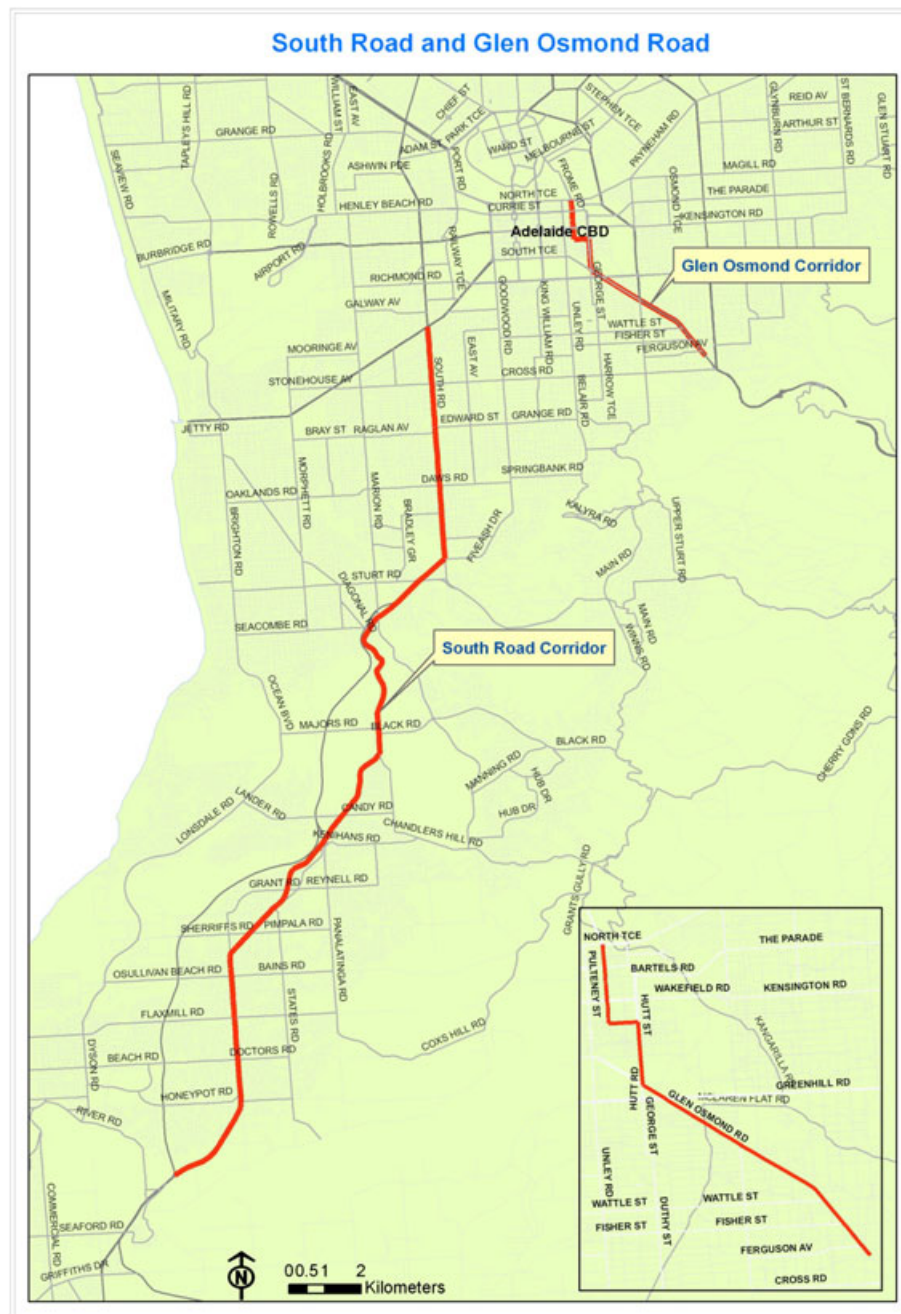 South Road and Glen Osmond Road
TAPLEYS HILL RD
WILLIAM ST
EAST AV
CHIEF ST
PARK TCE
STEPHEN TCE
GLYNBURN RD
REID AV
ST BERNARDS RD
GLEN STUART RD
ARTHUR ST
GRANGE RD
SEAVIEW RD
ROWELLS RD
HOLBROOKS RD
ADAM ST
WARD ST
MELBOURNE ST
PAYNEHAM RD
ASHWIN PDE
PORT RD
FROME RD
OSMOND TCE
MAGILL RD
NORTH TCE
THE PARADE
HENLEY BEACH RD
CURRIE ST
KENSINGTON RD
Adelaide CBD
BURBRIDGE RD
AIRPORT RD
RAILWAY TCE
SOUTH TCE
Glen Osmond Corridor
RICHMOND RD
MILITARY RD
GALWAY AV
GOODWOOD RD
KING WILLIAM RD
UNLEY RD
GEORGE ST
WATTLE ST
FISHER ST
FERGUSON AV
MOORINGE AV
SOUTH RD
EAST AV
HARROW TCE
CROSS RD
STONEHOUSE AV
BELAIR RD
JETTY RD
EDWARD ST
GRANGE RD
BRAY ST
RAGLAN AV
MORPHETT RD
MARION RD
DAWS RD
SPRINGBANK RD
OAKLANDS RD
BRIGHTON RD
BRADLEY GR
FIVEASH DR
KALYRA RD
UPPER STURT RD
MAIN RD
STURT RD
DIAGONAL RD
SEACOMBE RD
MAIN RD
WINNS RD
South Road Corridor
OCEAN BVD
MAJORS RD
BLACK RD
BLACK RD
CHERRY GDNS RD
MANNING RD
HUB DR
HUB DR
LONSDALE RD
LANDER RD
CANDY RD
CHANDLERS HILL RD
KENIHANS RD
GRANT RD
REYNELL RD
GRANTS GULLY RD
SHERRIFFS RD
PIMPALA RD
PANALATINGA RD
OSULLIVAN BEACH RD
BAINS RD
STATES RD
FLAXMILL RD
COXS HILL RD
DYSON RD
BEACH RD
DOCTORS RD
HONEYPOT RD
RIVER RD
COMMERCIAL RD
SEAFORD RD
GRIFFITHS DR
N
00.51 2
Kilometers
NORTH TCE
THE PARADE
PULTENEY ST
BARTELS RD
WAKEFIELD RD
KENSINGTON RD
HUTT ST
KANGARILLA RD
GREENHILL RD
MCLAREN FLAT RD
HUTT RD
GLEN OSMOND RD
GEORGE ST
UNLEY RD
WATTLE ST
WATTLE ST
DUTHY ST
FISHER ST
FISHER ST
FERGUSON AV
CROSS RD